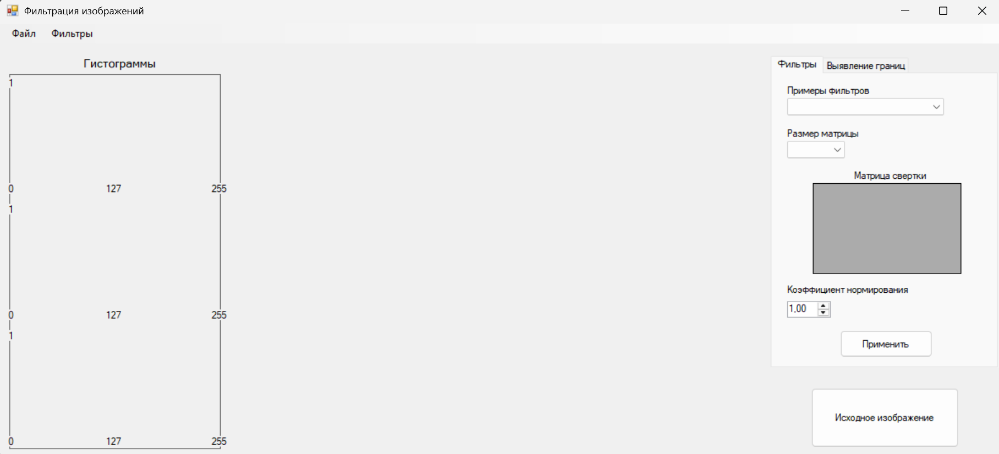 Фильтрация изображений
Файл Фильтры
Гистограммы
1
0 127 255
1
0 127 255
1
0 127 255
Фильтры Выявление границ
Примеры фильтров
Размер матрицы
Матрица свертки
Коэффициент нормирования
1,00
Применить
Исходное изображение